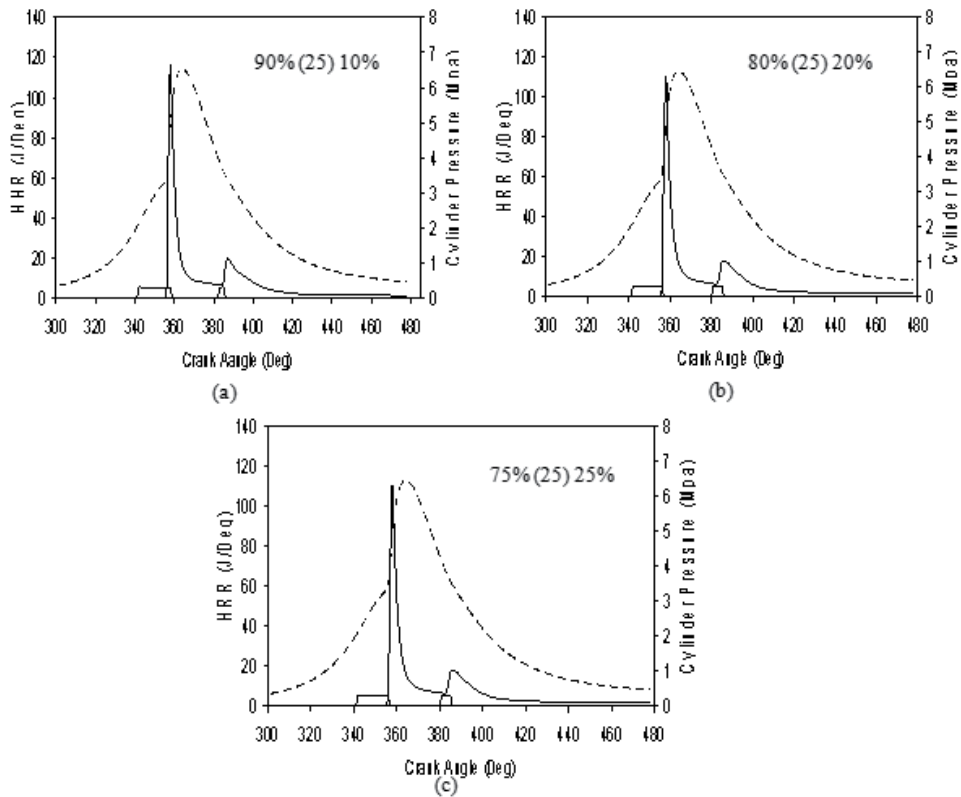 140
120
100
80
60
40
20
0
HHR (J/Den)
90% (25) 10%
8
7
6
5
4
3
2
1
0
Cylinder Pressure (Mpa)
300 320 340 360 380 400 420 440 460 480
Crank Aangle (Deg)
(a)
140
120
100
80
60
40
20
0
HRR (J/Deq)
80% (25) 20%
8
7
6
5
4
3
2
1
0
Cylinder Pressure (Mpa)
300 320 340 360 380 400 420 440 460 480
Crank Angle (Deg)
(b)
140
120
100
80
60
40
20
0
HRR (J/Deq)
75% (25) 25%
8
7
6
5
4
3
2
1
0
Cylinder Pressure (Mpa)
300 320 340 360 380 400 420 440 460 480
Crank Angle (Deg)
(c)